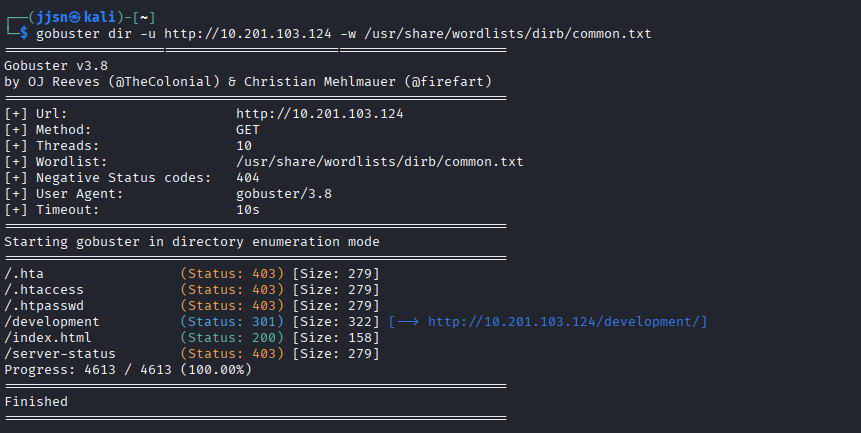 ┌──(jjsn㉿kali)-[~]
└─$ gobuster dir -u http://10.201.103.124 -w /usr/share/wordlists/dirb/common.txt
===============================================================
Gobuster v3.8
by OJ Reeves (@TheColonial) & Christian Mehlmauer (@firefart)
===============================================================
[+] Url:                     http://10.201.103.124
[+] Method:                  GET
[+] Threads:                 10
[+] Wordlist:                /usr/share/wordlists/dirb/common.txt
[+] Negative Status codes:   404
[+] User Agent:              gobuster/3.8
[+] Timeout:                 10s
===============================================================
Starting gobuster in directory enumeration mode
===============================================================
/.hta                 (Status: 403) [Size: 279]
/.htaccess            (Status: 403) [Size: 279]
/.htpasswd            (Status: 403) [Size: 279]
/development          (Status: 301) [Size: 322] [--> http://10.201.103.124/development/]
/index.html           (Status: 200) [Size: 158]
/server-status        (Status: 403) [Size: 279]
Progress: 4613 / 4613 (100.00%)
===============================================================
Finished
===============================================================